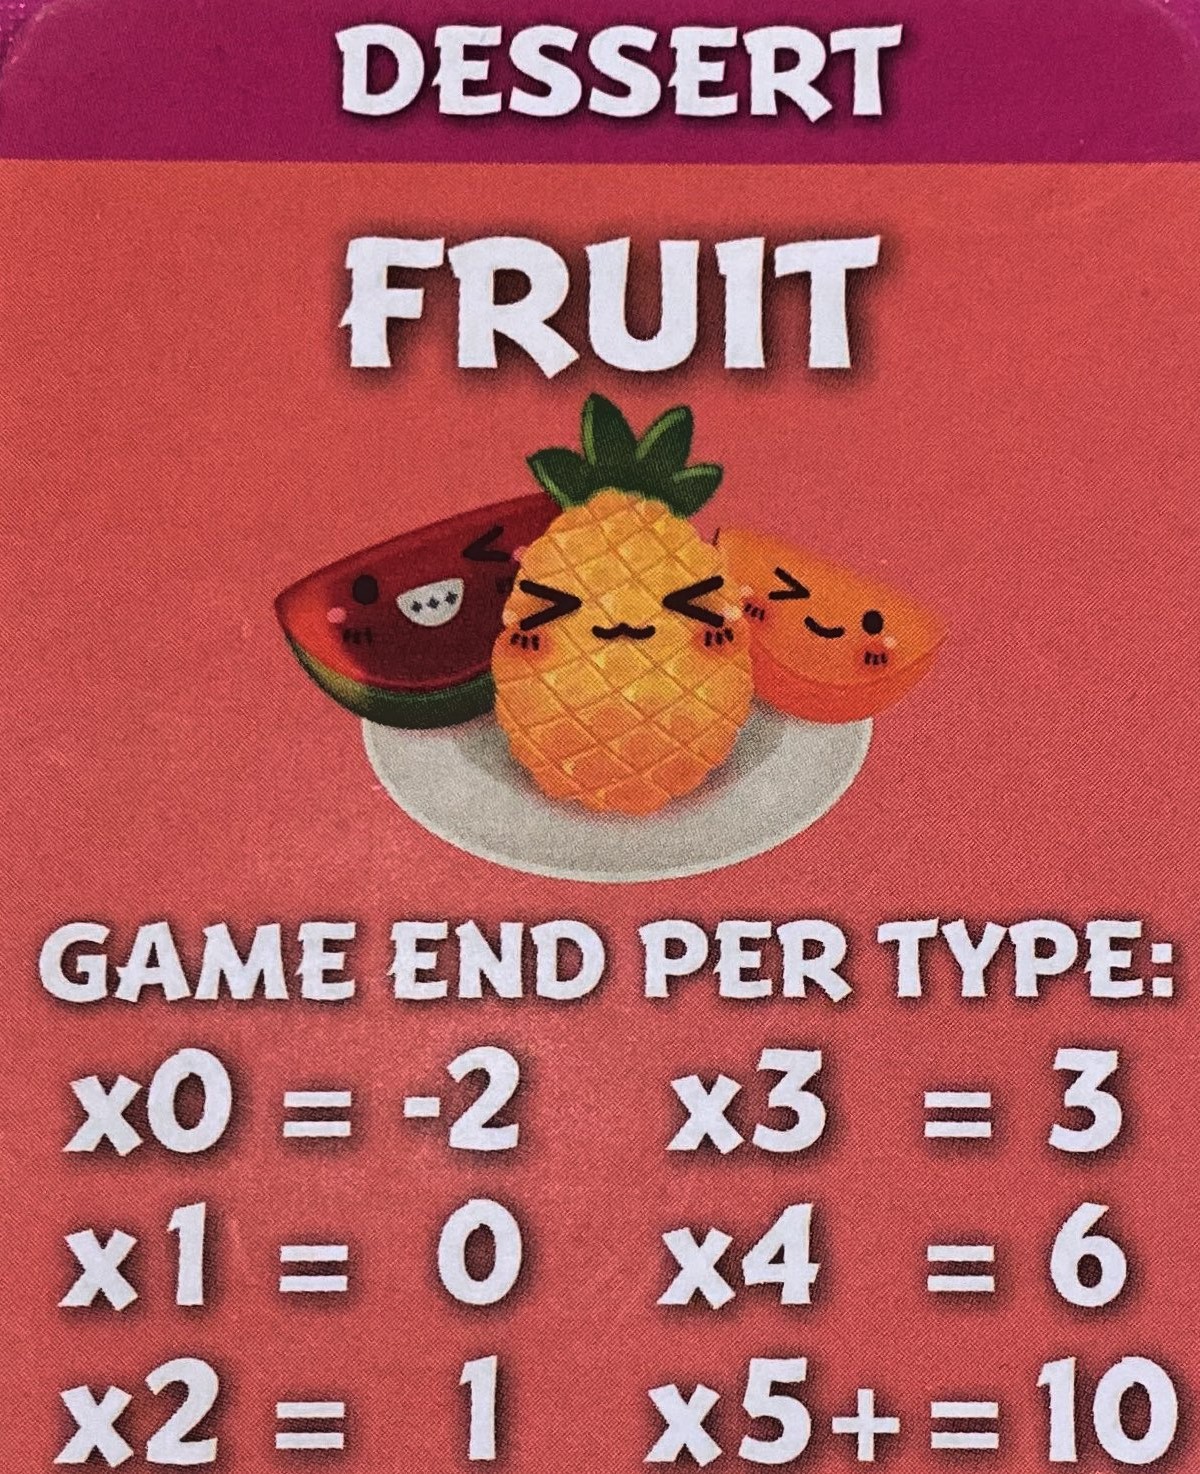 DESSERT
FRUIT
GAME END PER TYPE:
x0 = -2 x3 = 3
x1 = 0 x4 = 6
x2 = 1 x5+ = 10